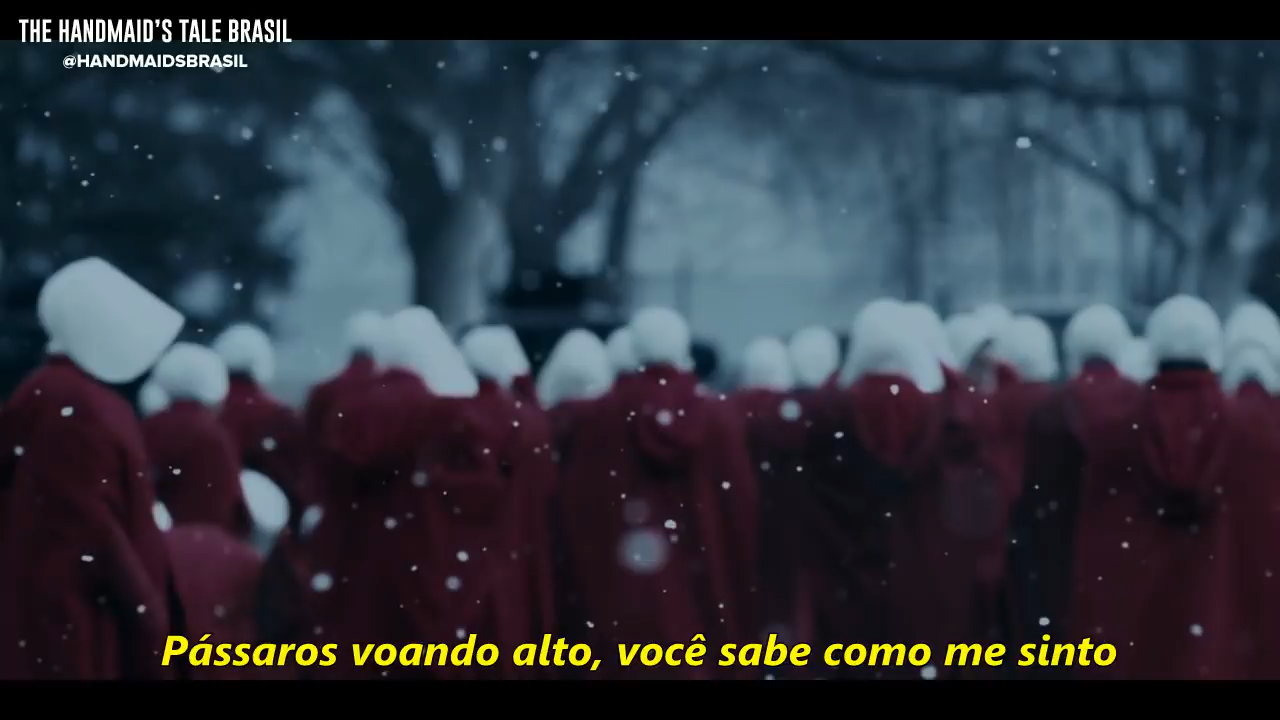 THE HANDMAID'S TALE BRASIL
@HANDMAIDSBRASIL
Pássaros voando alto, você sabe como me sinto